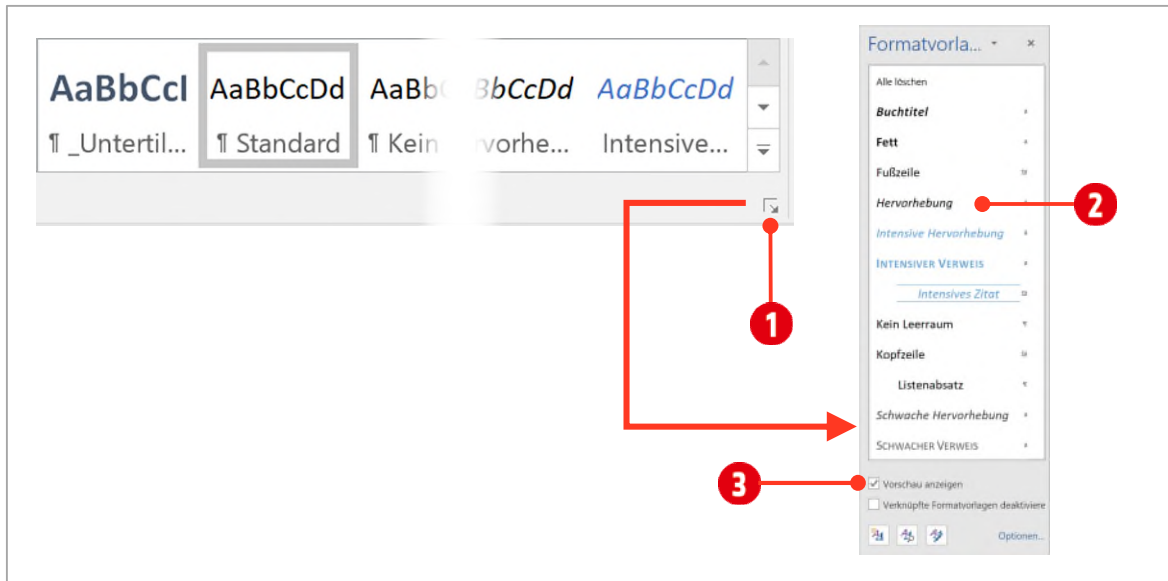 AaBbCcI AaBbCcDd AaBb BbCcDd AaBbCcDd
¶ _Untertil... ¶ Standard ¶ Kein vorhe... Intensive...
1
Formatvorla...
Alle löschen
Buchtitel a
Fett a
Fußzeile
Hervorhebung
2
Intensive Hervorhebung a
INTENSIVER VERWEIS a
Intensives Zitat
Kein Leerraum ¶
Kopfzeile
Listenabsatz ¶
Schwache Hervorhebung a
SCHWACHER VERWEIS a
3
Vorschau anzeigen
Verknüpfte Formatvorlagen deaktiviere
Optionen...